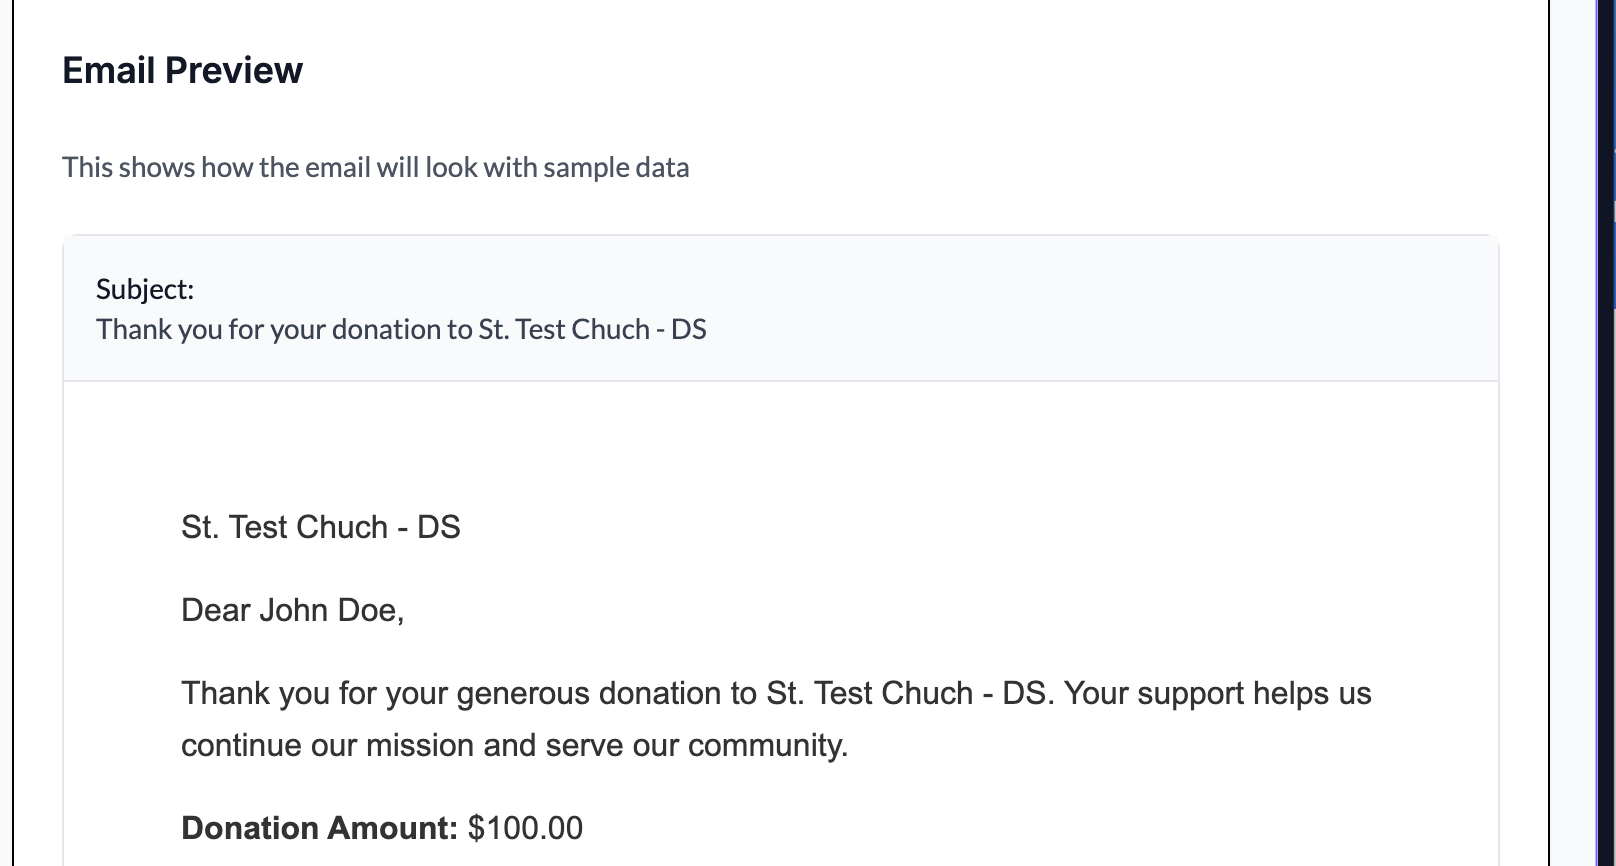 Email Preview
This shows how the email will look with sample data
Subject:
Thank you for your donation to St. Test Chuch - DS
St. Test Chuch - DS
Dear John Doe,
Thank you for your generous donation to St. Test Chuch - DS. Your support helps us
continue our mission and serve our community.
Donation Amount: $100.00